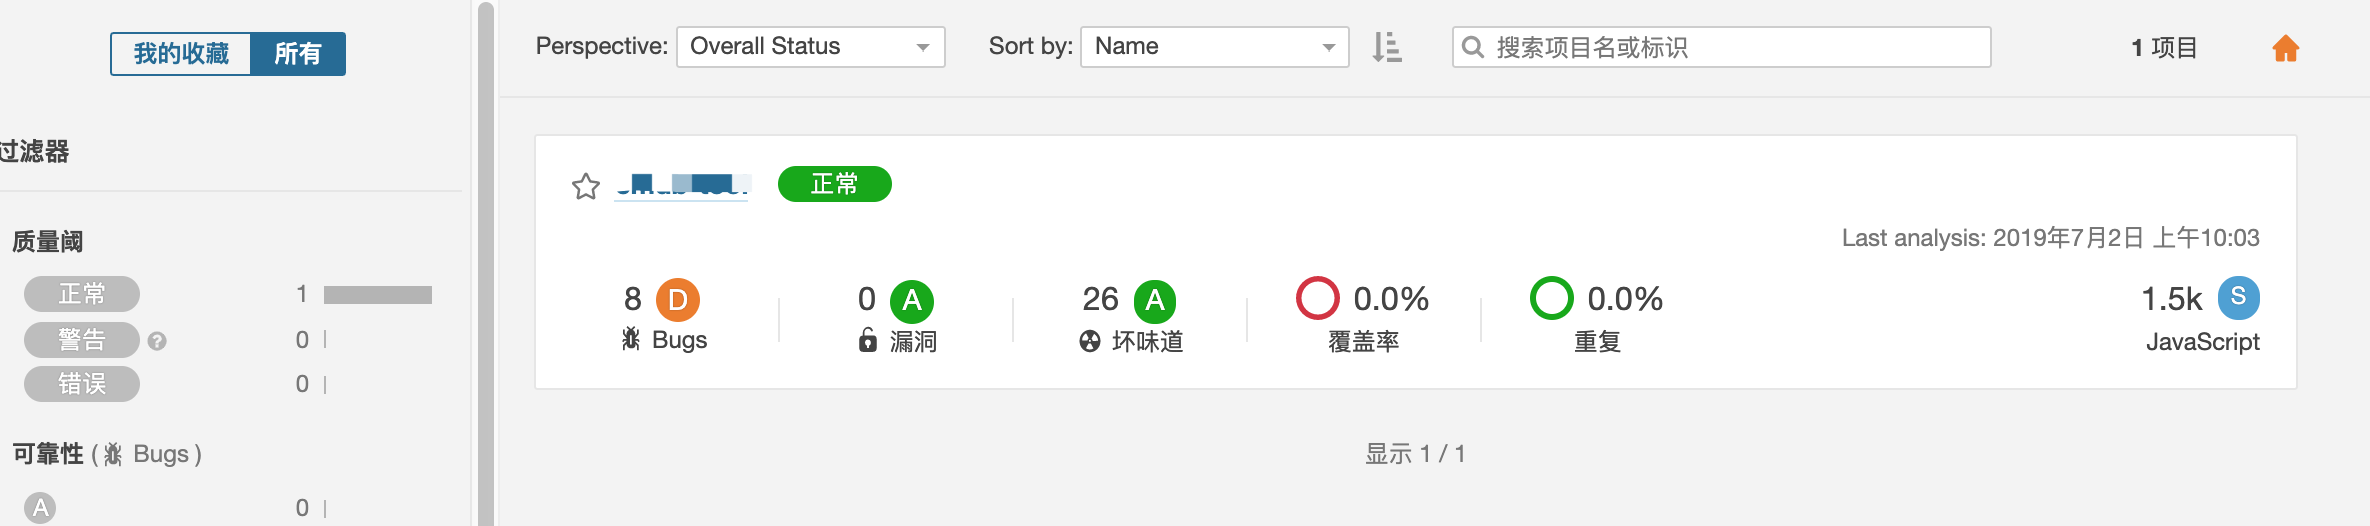 我的收藏 所有
过滤器
质量阈
正常 1
警告 ? 0
错误 0
可靠性 ( Bugs )
A 0
Perspective: Overall Status Sort by: Name 搜索项目名或标识 1 项目
正常
Last analysis: 2019年7月2日 上午10:03
8 D 0 A 26 A 0.0% 0.0% 1.5k S
Bugs 漏洞 坏味道 覆盖率 重复 JavaScript
显示 1 / 1